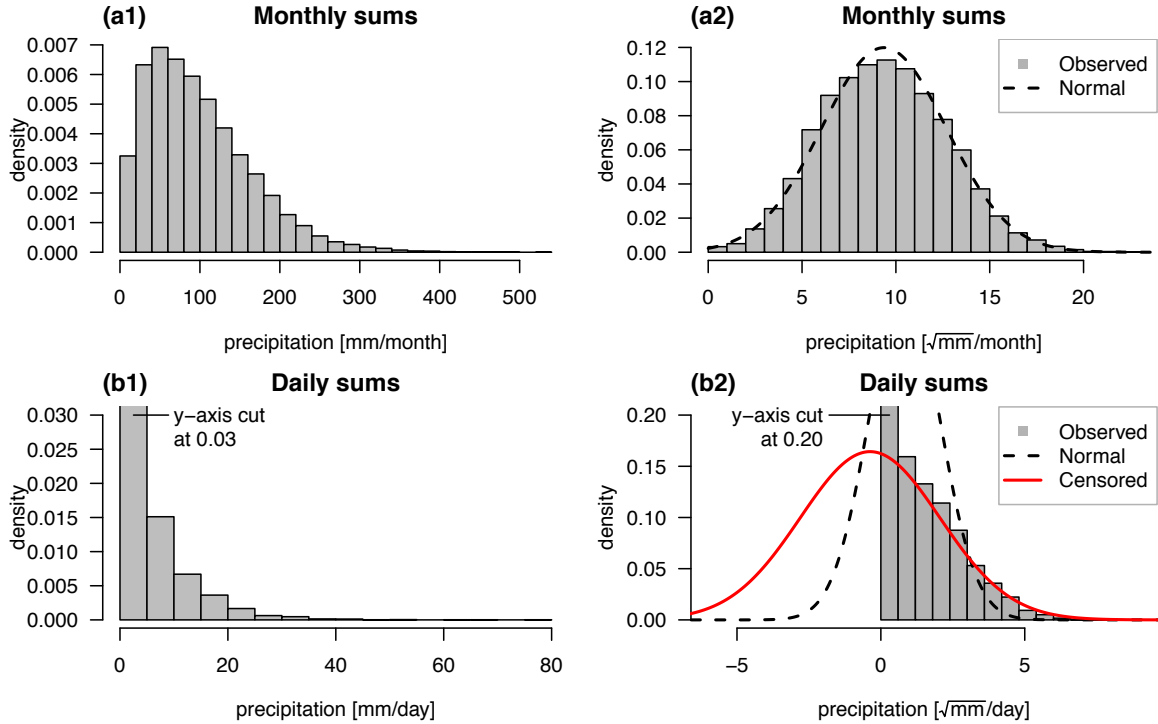 (a1) Monthly sums
0.007
0.006
0.005
0.004
0.003
0.002
0.001
0.000
density
0 100 200 300 400 500
precipitation [mm/month]
(a2) Monthly sums
0.12
0.10
0.08
0.06
0.04
0.02
0.00
density
Observed
Normal
0 5 10 15 20
precipitation [√mm/month]
(b1) Daily sums
0.030
0.025
0.020
0.015
0.010
0.005
0.000
density
y−axis cut
at 0.03
0 20 40 60 80
precipitation [mm/day]
(b2) Daily sums
0.20
0.15
0.10
0.05
0.00
density
y−axis cut
at 0.20
Observed
Normal
Censored
−5 0 5
precipitation [√mm/day]